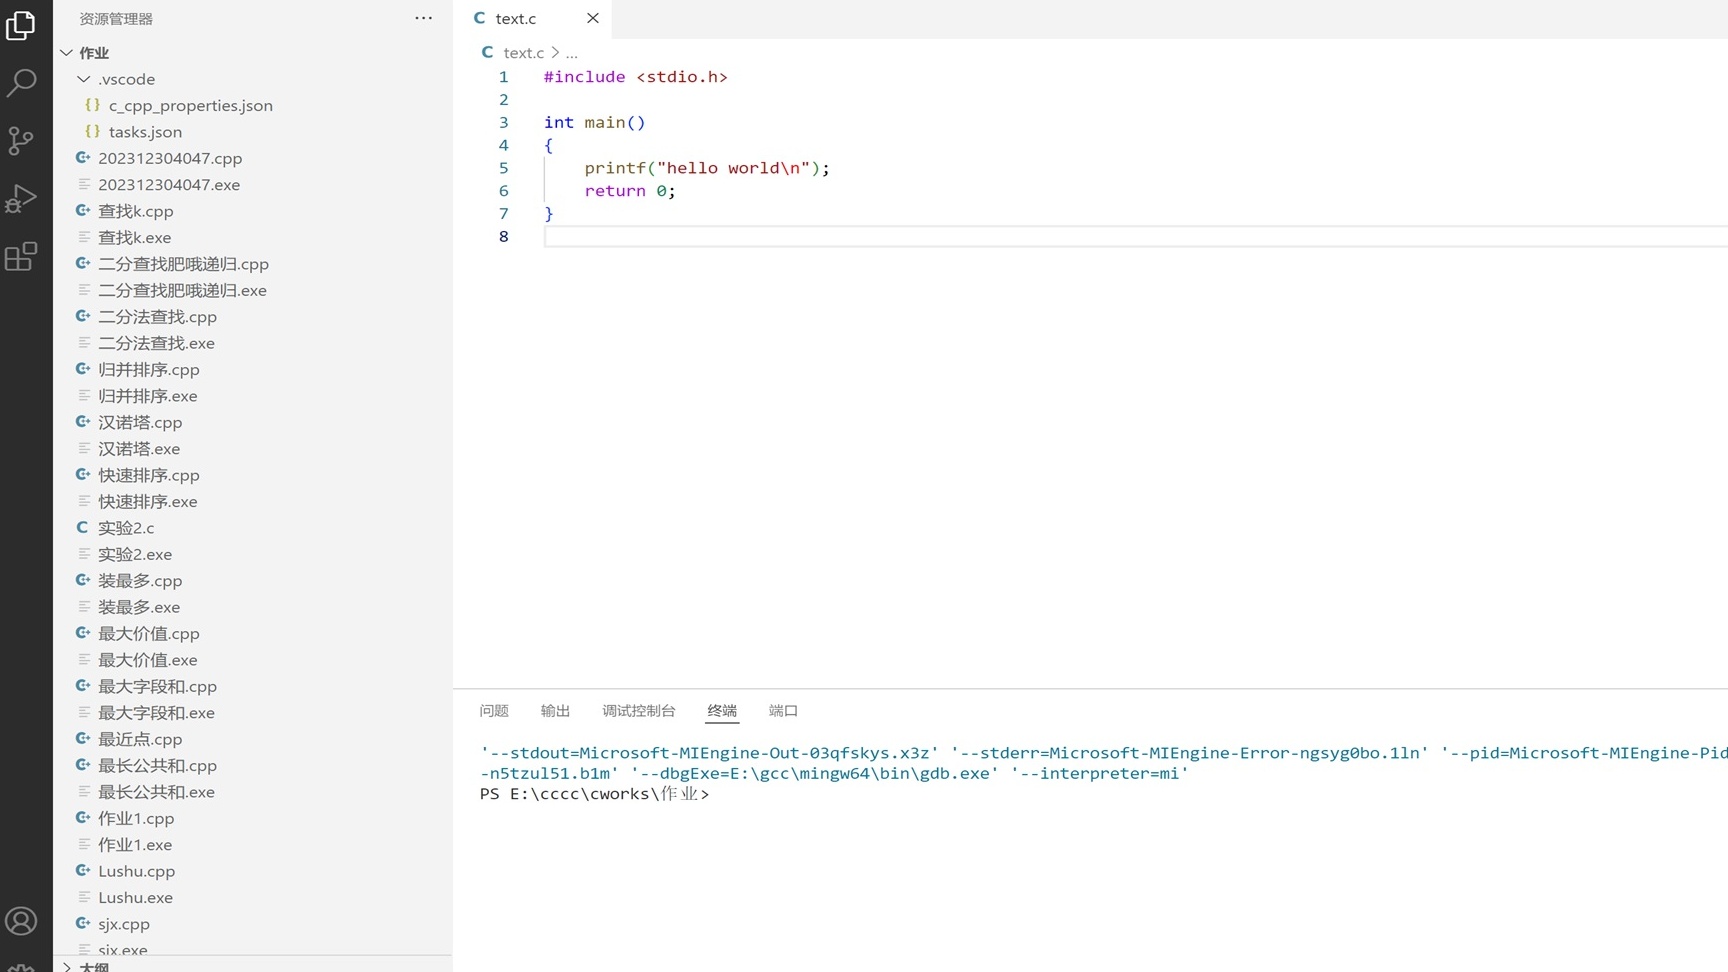 资源管理器
作业
.vscode
c_cpp_properties.json
tasks.json
202312304047.cpp
202312304047.exe
查找k.cpp
查找k.exe
二分查找肥哦递归.cpp
二分查找肥哦递归.exe
二分法查找.cpp
二分法查找.exe
归并排序.cpp
归并排序.exe
汉诺塔.cpp
汉诺塔.exe
快速排序.cpp
快速排序.exe
实验2.c
实验2.exe
装最多.cpp
装最多.exe
最大价值.cpp
最大价值.exe
最大字段和.cpp
最大字段和.exe
最近点.cpp
最长公共和.cpp
最长公共和.exe
作业1.cpp
作业1.exe
Lushu.cpp
Lushu.exe
sjx.cpp
sjx.exe
大纲
text.c
text.c > ...
1 #include <stdio.h>
2
3 int main()
4 {
5 printf("hello world\n");
6 return 0;
7 }
8
问题 输出 调试控制台 终端 端口
'--stdout=Microsoft-MIEngine-Out-03qfskys.x3z' '--stderr=Microsoft-MIEngine-Error-ngsyg0bo.1ln' '--pid=Microsoft-MIEngine-Pid
-n5tzul51.b1m' '--dbgExe=E:\gcc\mingw64\bin\gdb.exe' '--interpreter=mi'
PS E:\cccc\cworks\作业>